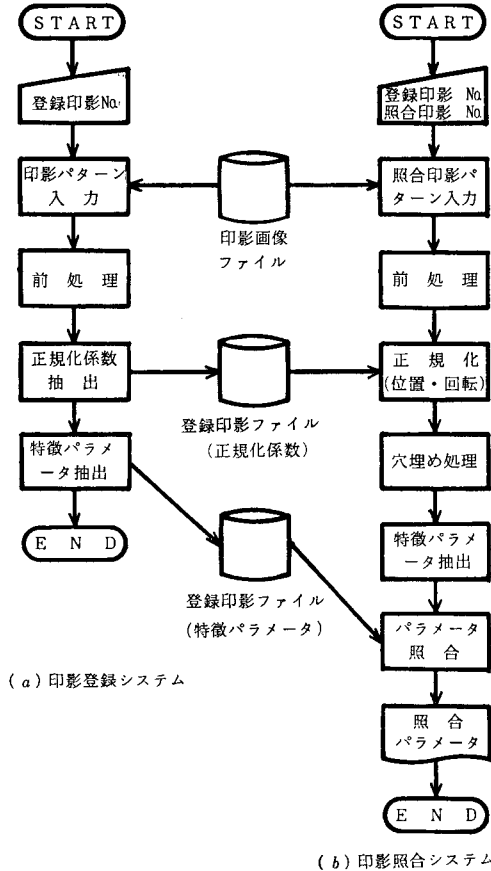 START
登録印影No.
印影パターン
入力
前処理
正規化係数
抽出
特徴パラメ
ータ抽出
END
(a)印影登録システム
印影画像
ファイル
登録印影ファイル
(正規化係数)
登録印影ファイル
(特徴パラメータ)
START
登録印影 No.
照合印影 No.
照合印影パ
ターン入力
前処理
正規化
(位置・回転)
穴埋め処理
特徴パラメ
ータ抽出
パラメータ
照合
照合
パラメータ
END
(b)印影照合システム